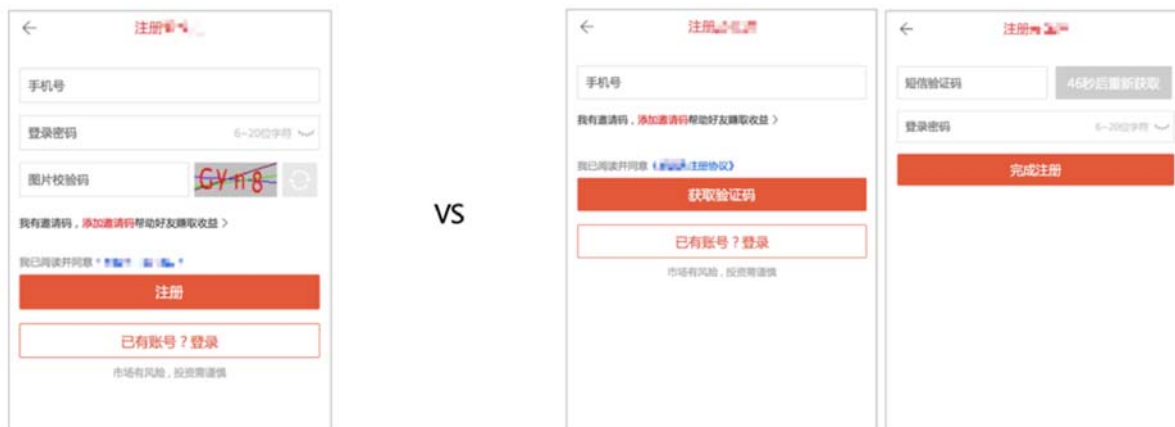 注册
手机号
登录密码 6~20位字符
图片校验码 GYn8
我有邀请码，添加邀请码帮助好友赚取收益 >
我已阅读并同意
注册
已有账号？登录
市场有风险，投资需谨慎
VS
注册
手机号
我有邀请码，添加邀请码帮助好友赚取收益 >
我已阅读并同意《 注册协议》
获取验证码
已有账号？登录
市场有风险，投资需谨慎
注册
短信验证码 46秒后重新获取
登录密码 6~20位字符
完成注册